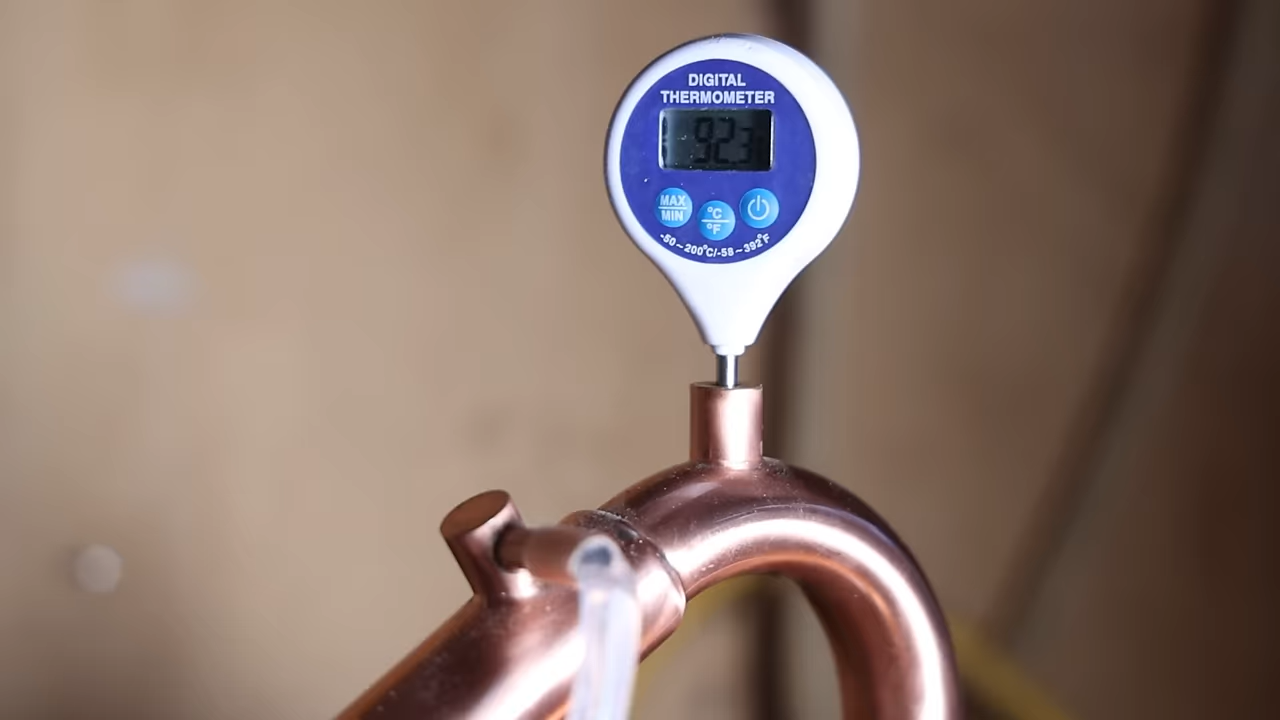 DIGITAL
THERMOMETER
92.3
MAX
MIN
°C
°F
-50~200°C/-58~392°F